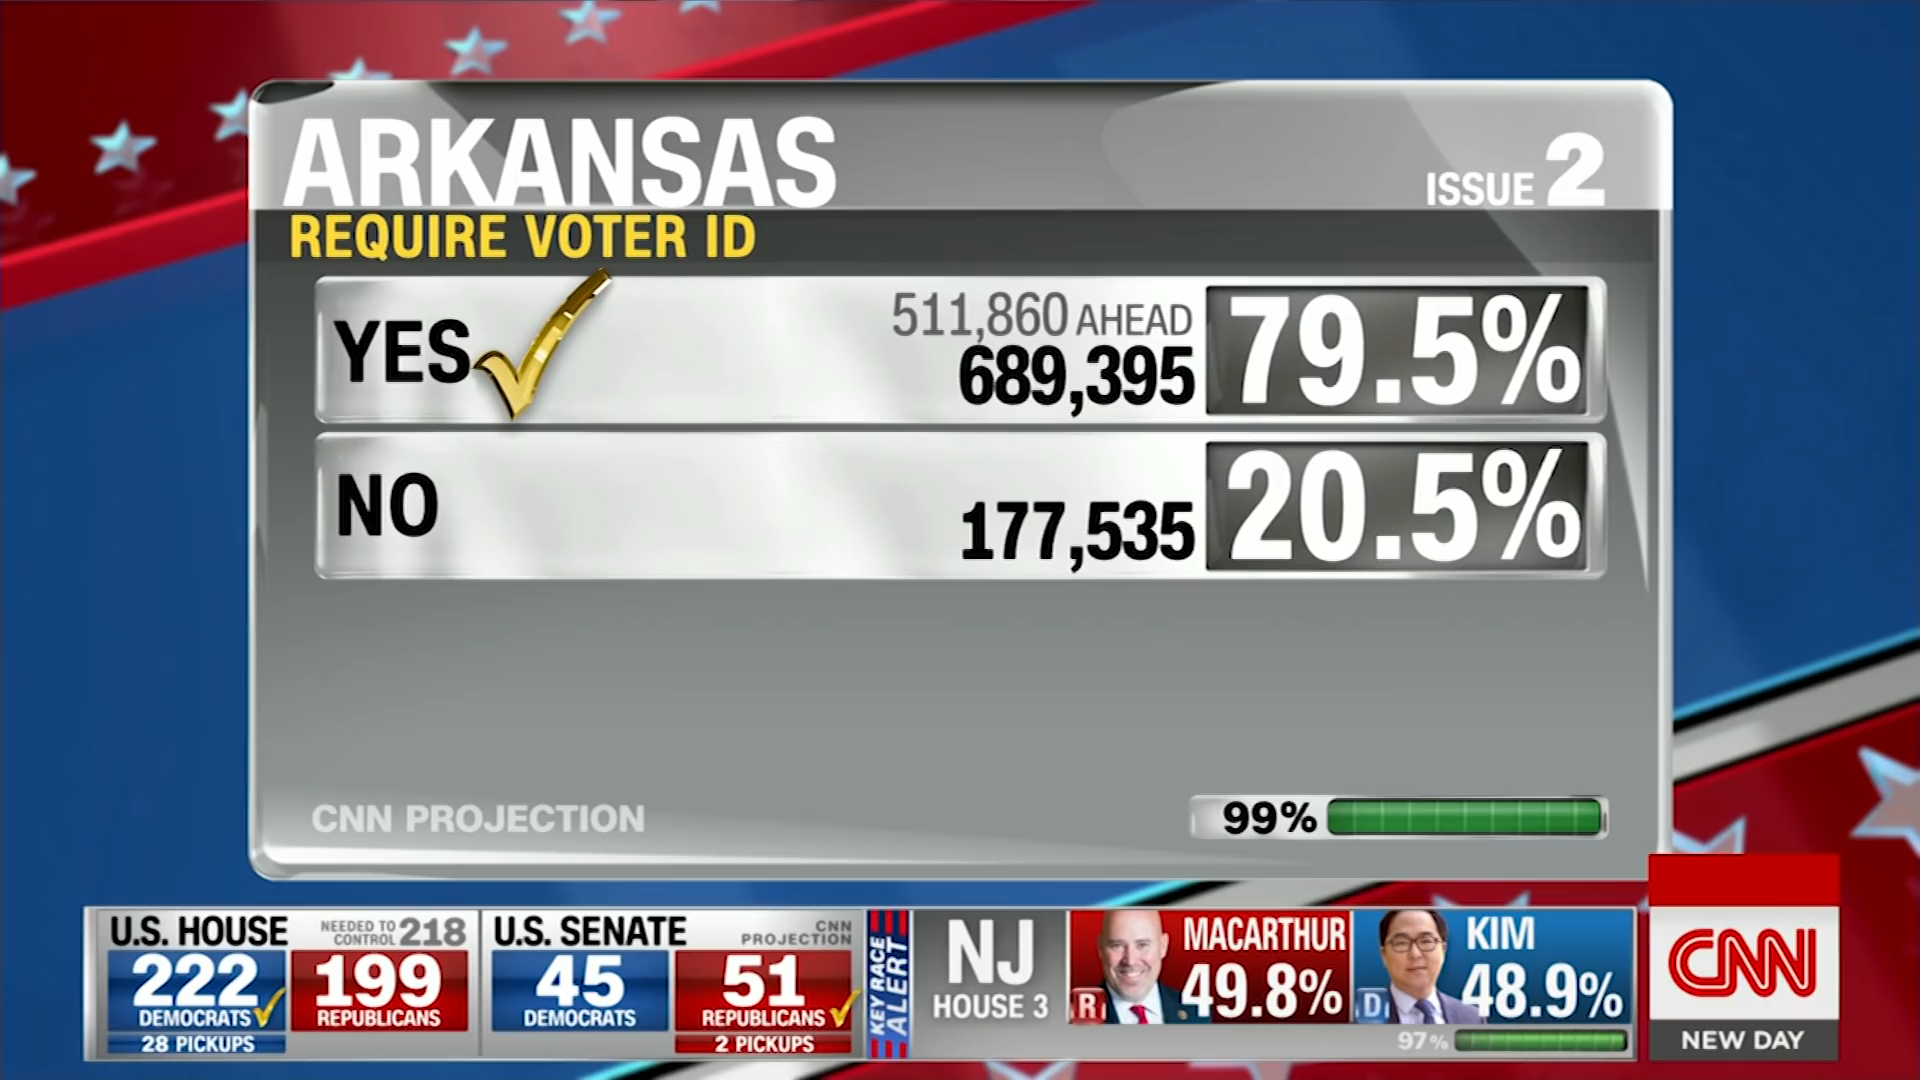 ARKANSAS
ISSUE 2
REQUIRE VOTER ID
YES
511,860 AHEAD
689,395
79.5%
NO
177,535
20.5%
CNN PROJECTION
99%
U.S. HOUSE
NEEDED TO
CONTROL 218
222
DEMOCRATS
28 PICKUPS
199
REPUBLICANS
U.S. SENATE
CNN
PROJECTION
45
DEMOCRATS
51
REPUBLICANS
2 PICKUPS
KEY RACE
ALERT
NJ
HOUSE 3
R
MACARTHUR
49.8%
D
KIM
48.9%
97%
CNN
NEW DAY